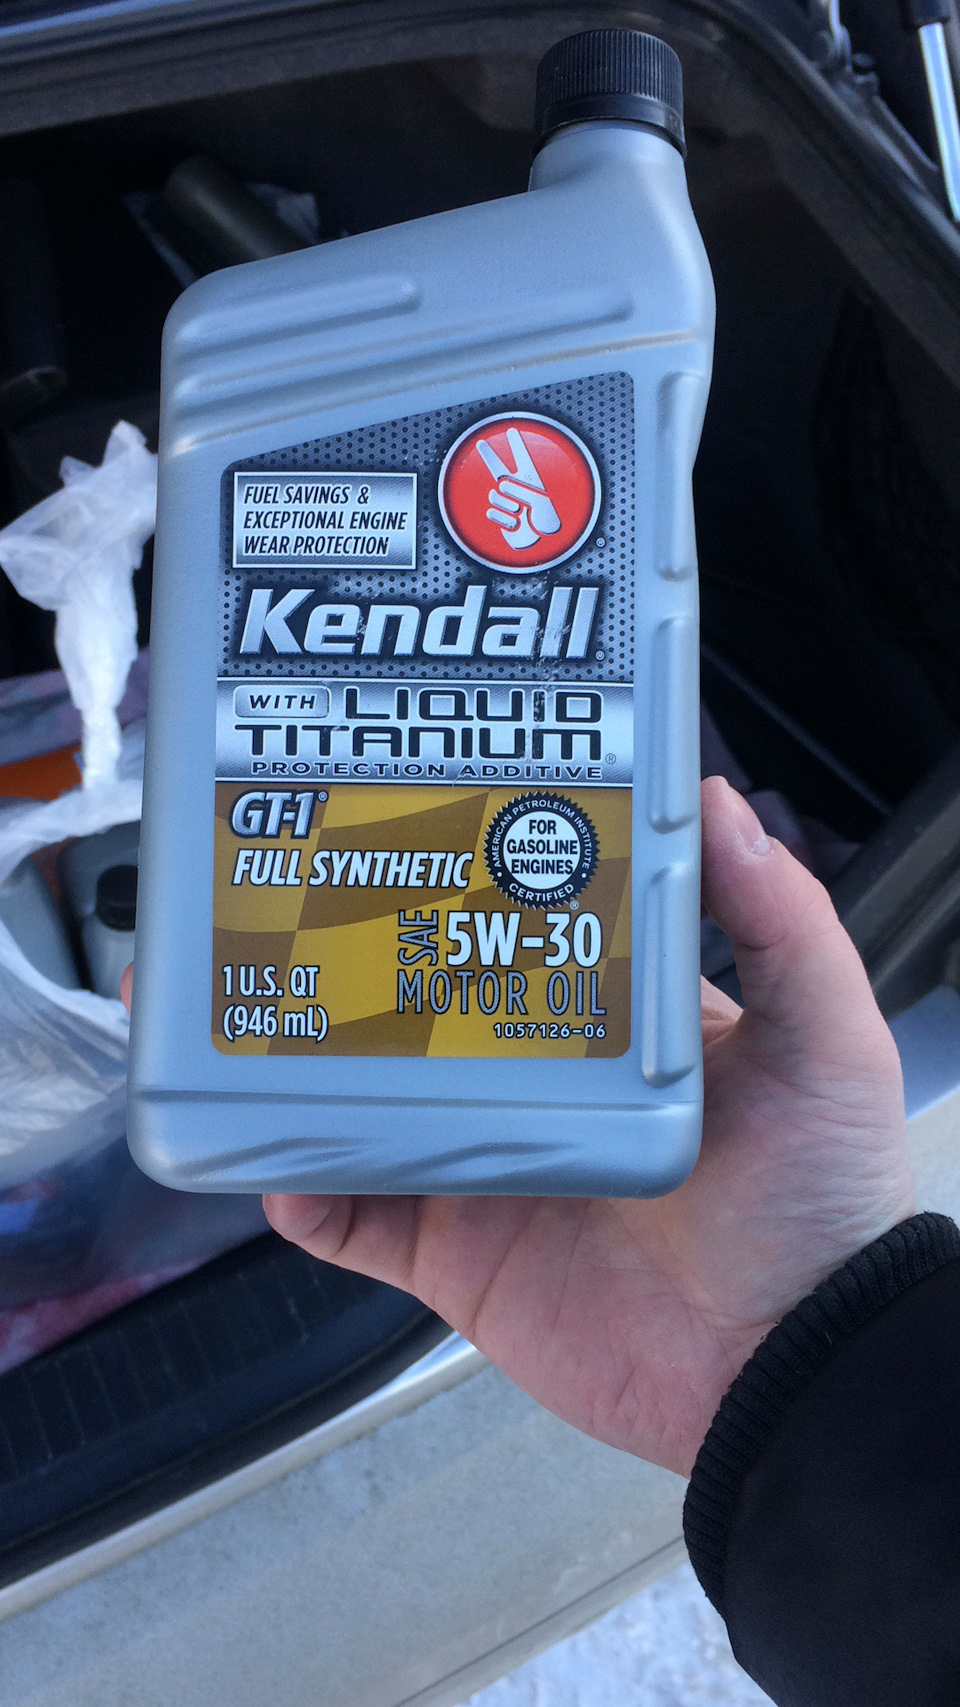 FUEL SAVINGS &
EXCEPTIONAL ENGINE
WEAR PROTECTION
®
Kendall®
WITH LIQUID
TITANIUM®
PROTECTION ADDITIVE
GT-1®
FULL SYNTHETIC
AMERICAN PETROLEUM INSTITUTE
FOR
GASOLINE
ENGINES
CERTIFIED
®
SAE 5W-30
MOTOR OIL
1 U.S. QT
(946 mL)
1057126-06